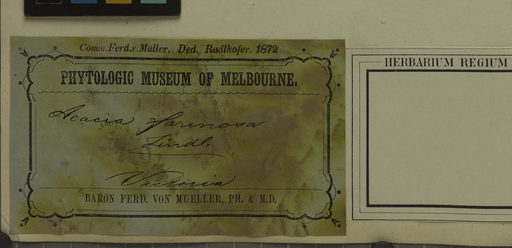 Comm. Ferd. v. Müller, Ded. Radlkofer. 1872
PHYTOLOGIC MUSEUM OF MELBOURNE.
Acacia farinosa
Lindl.
Victoria
BARON FERD. VON MUELLER, PH. & M.D.
HERBARIUM REGIUM